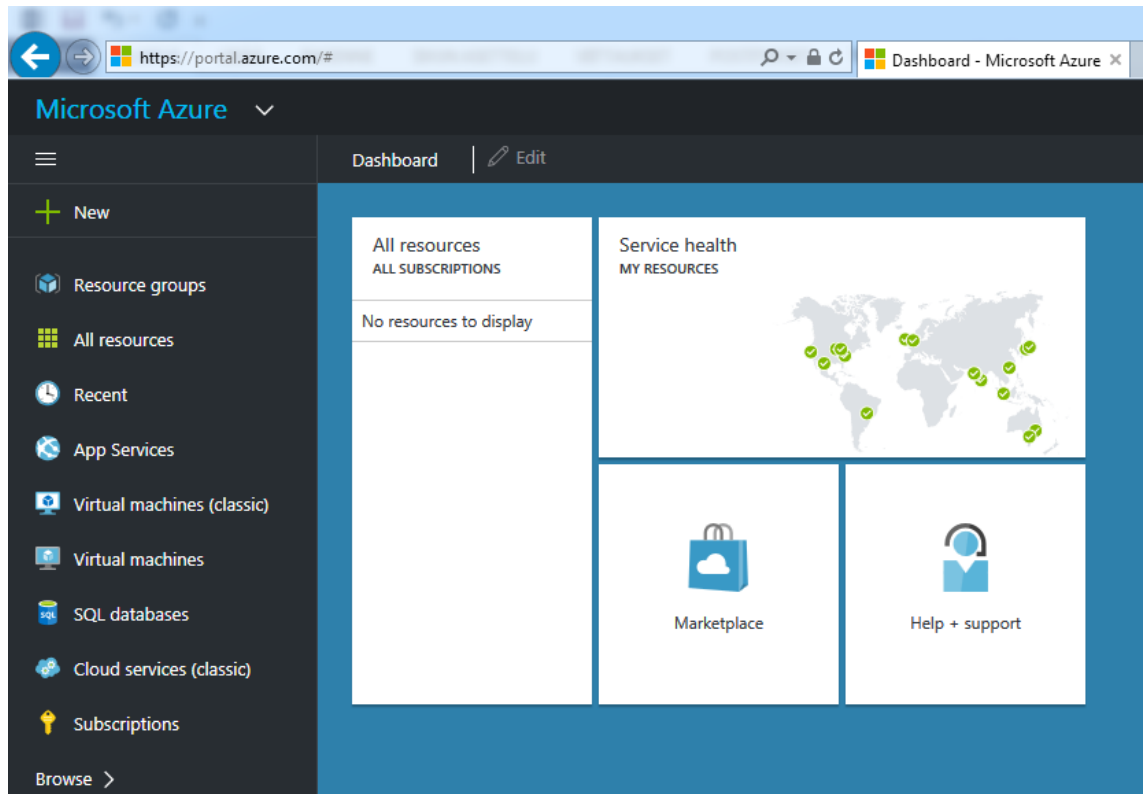 https://portal.azure.com/#
Dashboard - Microsoft Azure
Microsoft Azure
Dashboard
Edit
New
Resource groups
All resources
Recent
App Services
Virtual machines (classic)
Virtual machines
SQL
SQL databases
Cloud services (classic)
Subscriptions
Browse
All resources
ALL SUBSCRIPTIONS
No resources to display
Service health
MY RESOURCES
Marketplace
Help + support